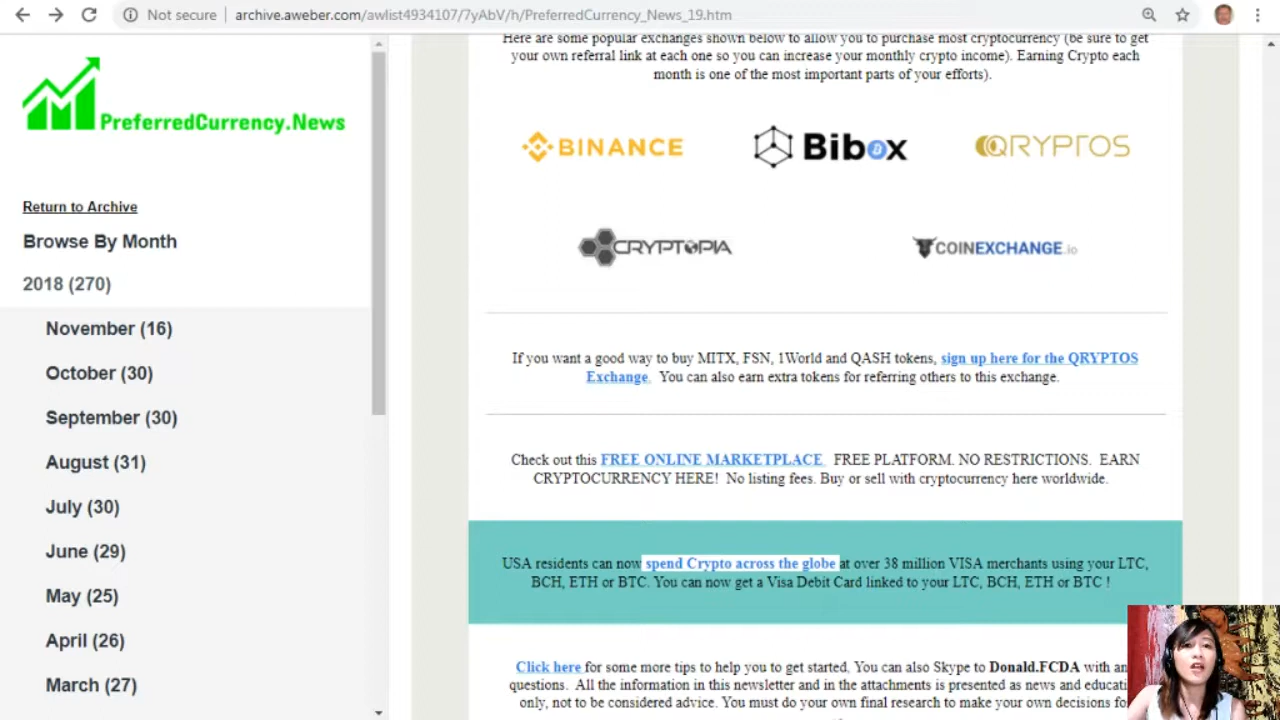 Not secure
archive.aweber.com/awlist4934107/7yAbV/h/PreferredCurrency_News_19.htm
PreferredCurrency.News
Return to Archive
Browse By Month
2018 (270)
November (16)
October (30)
September (30)
August (31)
July (30)
June (29)
May (25)
April (26)
March (27)
Here are some popular exchanges shown below to allow you to purchase most cryptocurrency (be sure to get
your own referral link at each one so you can increase your monthly crypto income). Earning Crypto each
month is one of the most important parts of your efforts).
BINANCE
Bibox
QRYPTOS
CRYPTOPIA
COINEXCHANGE.io
If you want a good way to buy MITX, FSN, 1World and QASH tokens, sign up here for the QRYPTOS
Exchange. You can also earn extra tokens for referring others to this exchange.
Check out this FREE ONLINE MARKETPLACE FREE PLATFORM. NO RESTRICTIONS. EARN
CRYPTOCURRENCY HERE! No listing fees. Buy or sell with cryptocurrency here worldwide.
USA residents can now spend Crypto across the globe at over 38 million VISA merchants using your LTC,
BCH, ETH or BTC. You can now get a Visa Debit Card linked to your LTC, BCH, ETH or BTC !
Click here for some more tips to help you to get started. You can also Skype to Donald.FCDA with
questions. All the information in this newsletter and in the attachments is presented as news and
only, not to be considered advice. You must do your own final research to make your own decisions